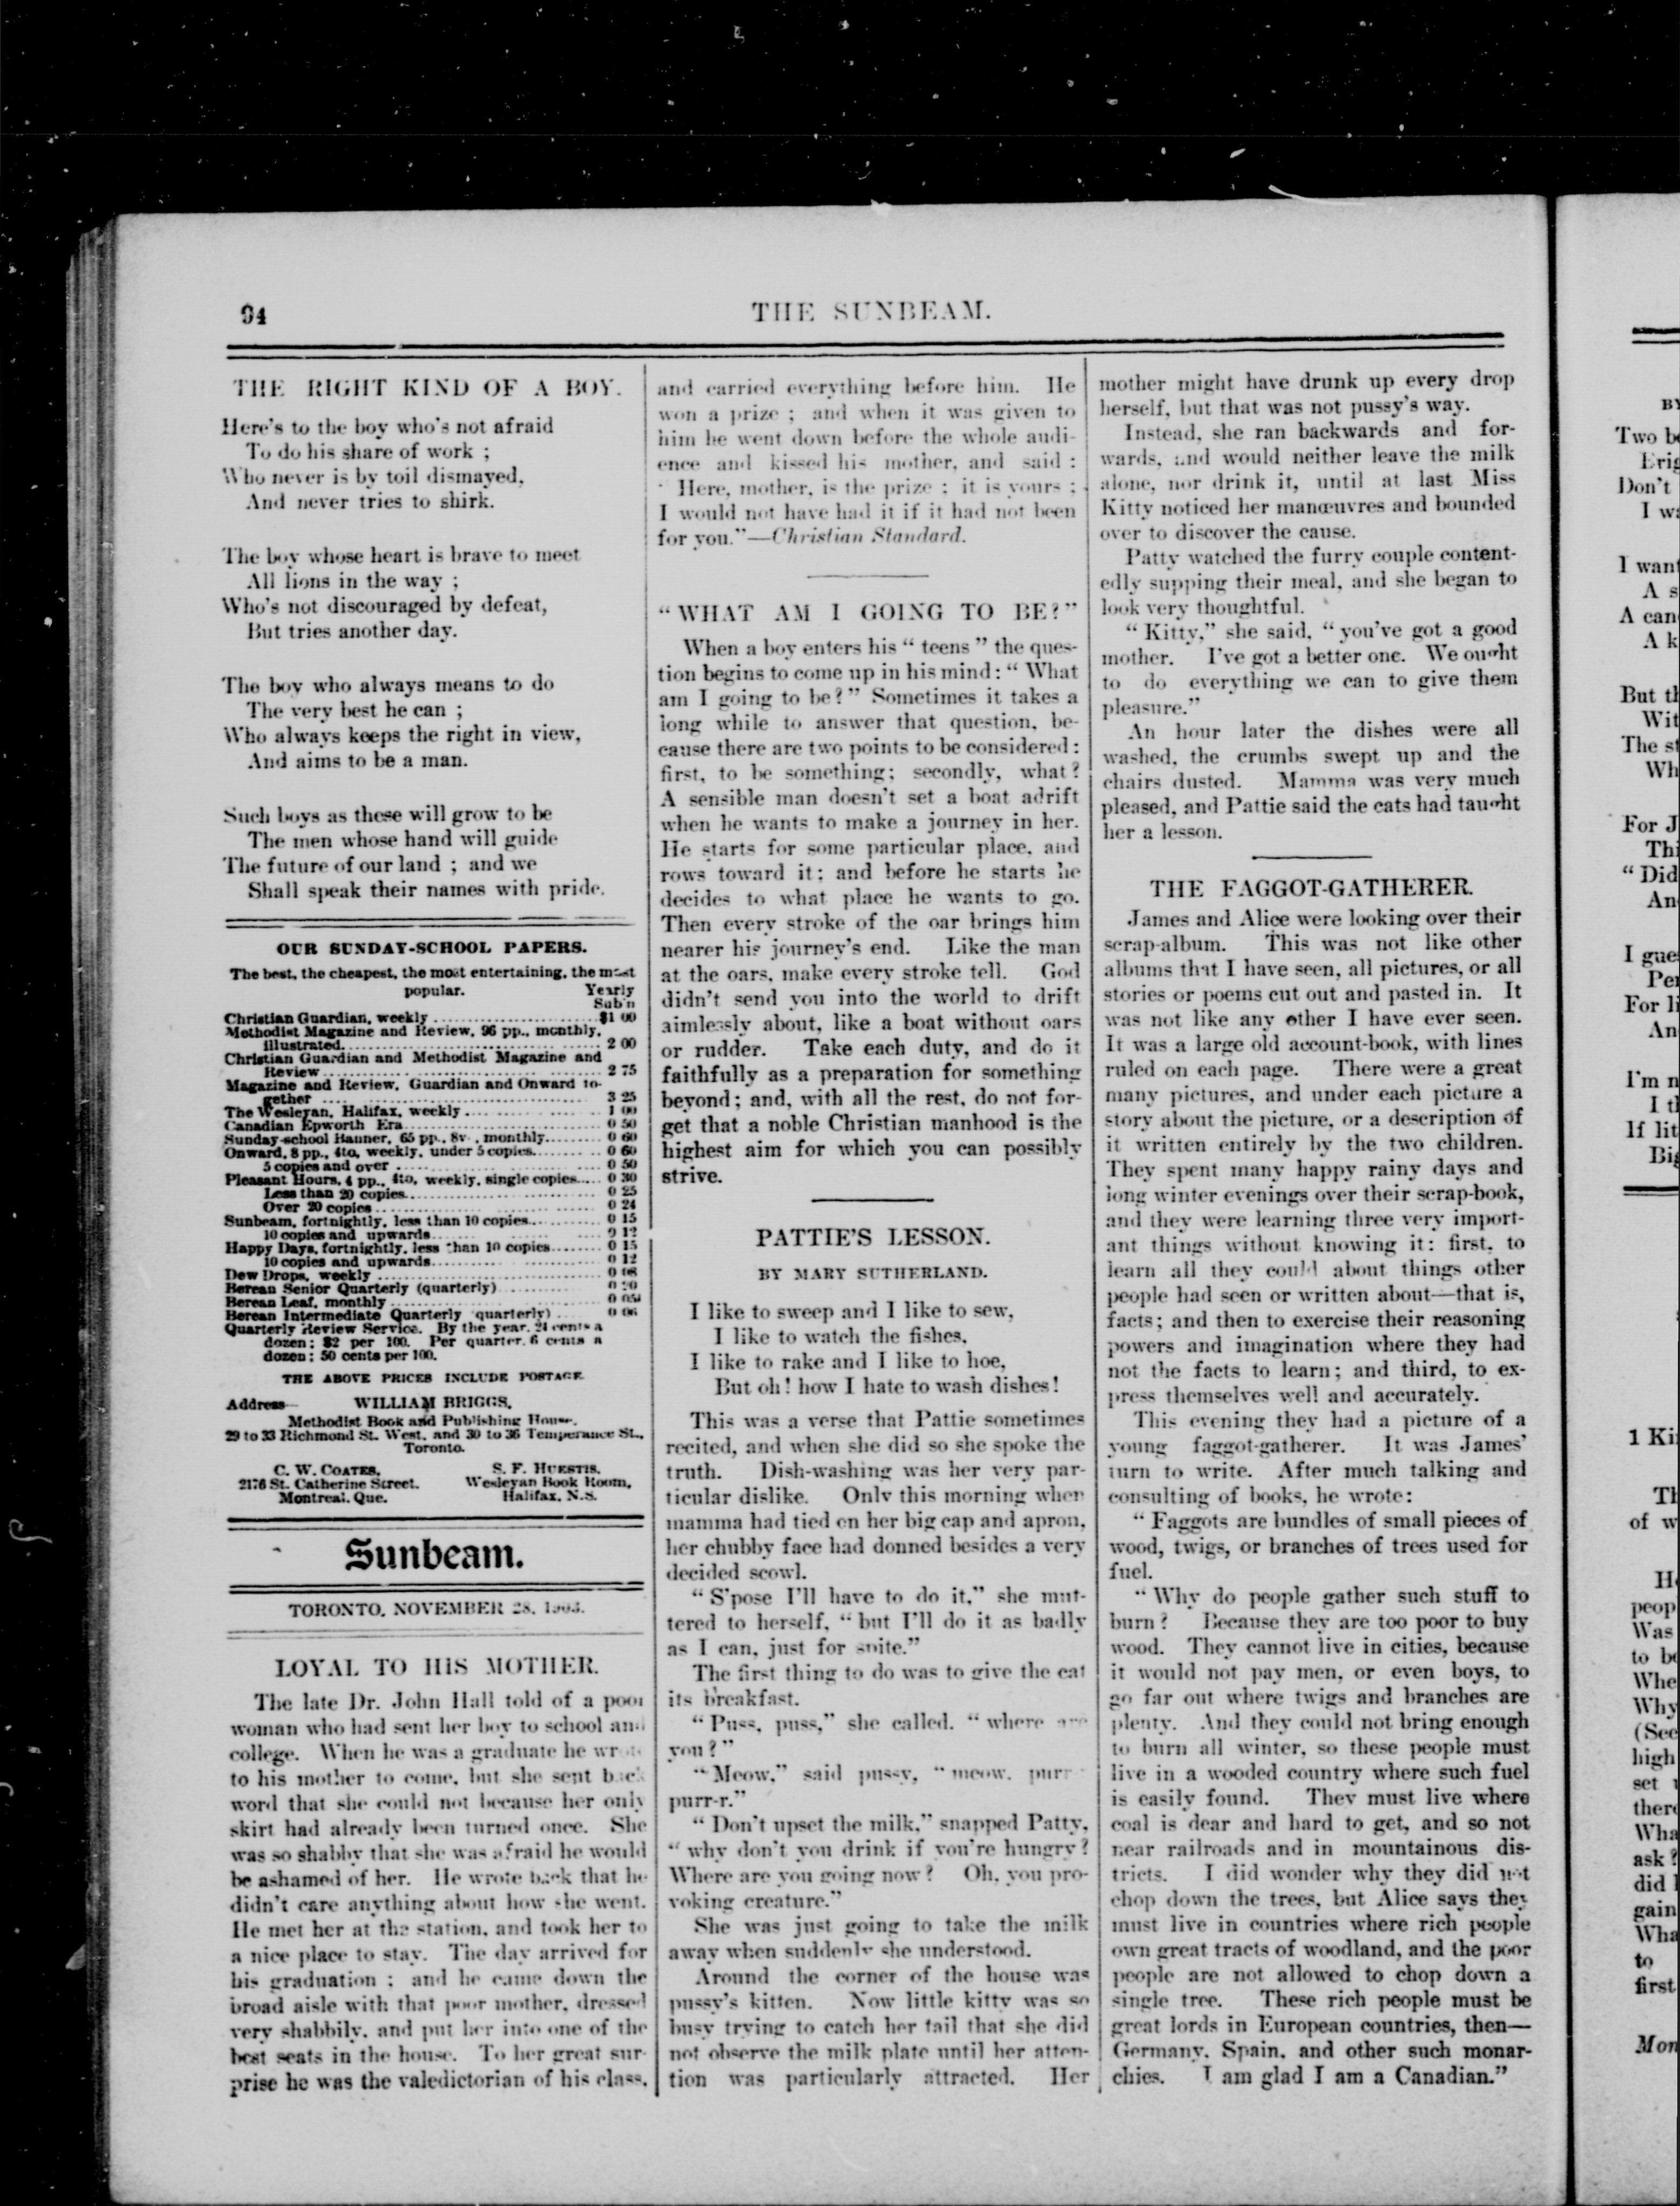 94
THE SUNBEAM.
THE RIGHT KIND OF A BOY.
Here's to the boy who's not afraid
To do his share of work ;
Who never is by toil dismayed,
And never tries to shirk.
The boy whose heart is brave to meet
All lions in the way ;
Who's not discouraged by defeat,
But tries another day.
The boy who always means to do
The very best he can ;
Who always keeps the right in view,
And aims to be a man.
Such boys as these will grow to be
The men whose hand will guide
The future of our land ; and we
Shall speak their names with pride.
OUR SUNDAY-SCHOOL PAPERS.
The best, the cheapest, the most entertaining, the most
popular. Yearly
Sub'n
Christian Guardian, weekly $1 00
Methodist Magazine and Review, 96 pp., monthly,
illustrated 2 00
Christian Guardian and Methodist Magazine and
Review 2 75
Magazine and Review, Guardian and Onward to-
gether 3 25
The Wesleyan, Halifax, weekly 1 00
Canadian Epworth Era 0 50
Sunday-school Banner, 65 pp., 8v , monthly 0 60
Onward, 8 pp., 4to, weekly, under 5 copies 0 60
5 copies and over 0 50
Pleasant Hours, 4 pp., 4to, weekly, single copies 0 30
Less than 20 copies 0 25
Over 20 copies 0 24
Sunbeam, fortnightly, less than 10 copies 0 15
10 copies and upwards 0 12
Happy Days, fortnightly, less than 10 copies 0 15
10 copies and upwards 0 12
Dew Drops, weekly 0 08
Berean Senior Quarterly (quarterly) 0 20
Berean Leaf, monthly
Berean Intermediate Quarterly (quarterly) 0 06
Quarterly Review Service. By the year, 24 cents a
dozen; $2 per 100. Per quarter, 6 cents a
dozen; 50 cents per 100.
THE ABOVE PRICES INCLUDE POSTAGE.
Address— WILLIAM BRIGGS,
Methodist Book and Publishing House,
29 to 33 Richmond St. West, and 30 to 36 Temperance St.,
Toronto.
C. W. COATES,
2176 St. Catherine Street,
Montreal, Que.
S. F. HUESTIS,
Wesleyan Book Room,
Halifax, N.S.
Sunbeam.
TORONTO, NOVEMBER 28, 1903.
LOYAL TO HIS MOTHER.
The late Dr. John Hall told of a poor
woman who had sent her boy to school and
college. When he was a graduate he wrote
to his mother to come, but she sent back
word that she could not because her only
skirt had already been turned once. She
was so shabby that she was afraid he would
be ashamed of her. He wrote back that he
didn't care anything about how she went.
He met her at the station, and took her to
a nice place to stay. The day arrived for
his graduation ; and he came down the
broad aisle with that poor mother, dressed
very shabbily, and put her into one of the
best seats in the house. To her great sur-
prise he was the valedictorian of his class,
and carried everything before him. He
won a prize ; and when it was given to
him he went down before the whole audi-
ence and kissed his mother, and said :
' Here, mother, is the prize ; it is yours ;
I would not have had it if it had not been
for you."—Christian Standard.
"WHAT AM I GOING TO BE?"
When a boy enters his " teens " the ques-
tion begins to come up in his mind: " What
am I going to be?" Sometimes it takes a
long while to answer that question, be-
cause there are two points to be considered:
first, to be something; secondly, what?
A sensible man doesn't set a boat adrift
when he wants to make a journey in her.
He starts for some particular place, and
rows toward it; and before he starts he
decides to what place he wants to go.
Then every stroke of the oar brings him
nearer his journey's end. Like the man
at the oars, make every stroke tell. God
didn't send you into the world to drift
aimlessly about, like a boat without oars
or rudder. Take each duty, and do it
faithfully as a preparation for something
beyond; and, with all the rest, do not for-
get that a noble Christian manhood is the
highest aim for which you can possibly
strive.
PATTIE'S LESSON.
BY MARY SUTHERLAND.
I like to sweep and I like to sew,
I like to watch the fishes,
I like to rake and I like to hoe,
But oh! how I hate to wash dishes!
This was a verse that Pattie sometimes
recited, and when she did so she spoke the
truth. Dish-washing was her very par-
ticular dislike. Only this morning when
mamma had tied on her big cap and apron,
her chubby face had donned besides a very
decided scowl.
" S'pose I'll have to do it," she mut-
tered to herself, " but I'll do it as badly
as I can, just for spite."
The first thing to do was to give the cat
its breakfast.
" Puss, puss," she called. " where are
you?"
" Meow," said pussy, " meow. purr
purr-r."
" Don't upset the milk," snapped Patty,
" why don't you drink if you're hungry?
Where are you going now? Oh, you pro-
voking creature."
She was just going to take the milk
away when suddenly she understood.
Around the corner of the house was
pussy's kitten. Now little kitty was so
busy trying to catch her tail that she did
not observe the milk plate until her atten-
tion was particularly attracted. Her
mother might have drunk up every drop
herself, but that was not pussy's way.
Instead, she ran backwards and for-
wards, and would neither leave the milk
alone, nor drink it, until at last Miss
Kitty noticed her manœuvres and bounded
over to discover the cause.
Patty watched the furry couple content-
edly supping their meal, and she began to
look very thoughtful.
" Kitty," she said, " you've got a good
mother. I've got a better one. We ought
to do everything we can to give them
pleasure."
An hour later the dishes were all
washed, the crumbs swept up and the
chairs dusted. Mamma was very much
pleased, and Pattie said the cats had taught
her a lesson.
THE FAGGOT-GATHERER.
James and Alice were looking over their
scrap-album. This was not like other
albums that I have seen, all pictures, or all
stories or poems cut out and pasted in. It
was not like any other I have ever seen.
It was a large old account-book, with lines
ruled on each page. There were a great
many pictures, and under each picture a
story about the picture, or a description of
it written entirely by the two children.
They spent many happy rainy days and
long winter evenings over their scrap-book,
and they were learning three very import-
ant things without knowing it: first, to
learn all they could about things other
people had seen or written about—that is,
facts; and then to exercise their reasoning
powers and imagination where they had
not the facts to learn; and third, to ex-
press themselves well and accurately.
This evening they had a picture of a
young faggot-gatherer. It was James'
turn to write. After much talking and
consulting of books, he wrote:
" Faggots are bundles of small pieces of
wood, twigs, or branches of trees used for
fuel.
" Why do people gather such stuff to
burn? Because they are too poor to buy
wood. They cannot live in cities, because
it would not pay men, or even boys, to
go far out where twigs and branches are
plenty. And they could not bring enough
to burn all winter, so these people must
live in a wooded country where such fuel
is easily found. They must live where
coal is dear and hard to get, and so not
near railroads and in mountainous dis-
tricts. I did wonder why they did not
chop down the trees, but Alice says they
must live in countries where rich people
own great tracts of woodland, and the poor
people are not allowed to chop down a
single tree. These rich people must be
great lords in European countries, then—
Germany, Spain, and other such monar-
chies. I am glad I am a Canadian."
Two
Don't
I
I want
A
A can
A
But
The
For
" Did
I
For
I'm
I
If
1
of
Was
to
Whe
Why
high
set
ask?
did
gain
to
first